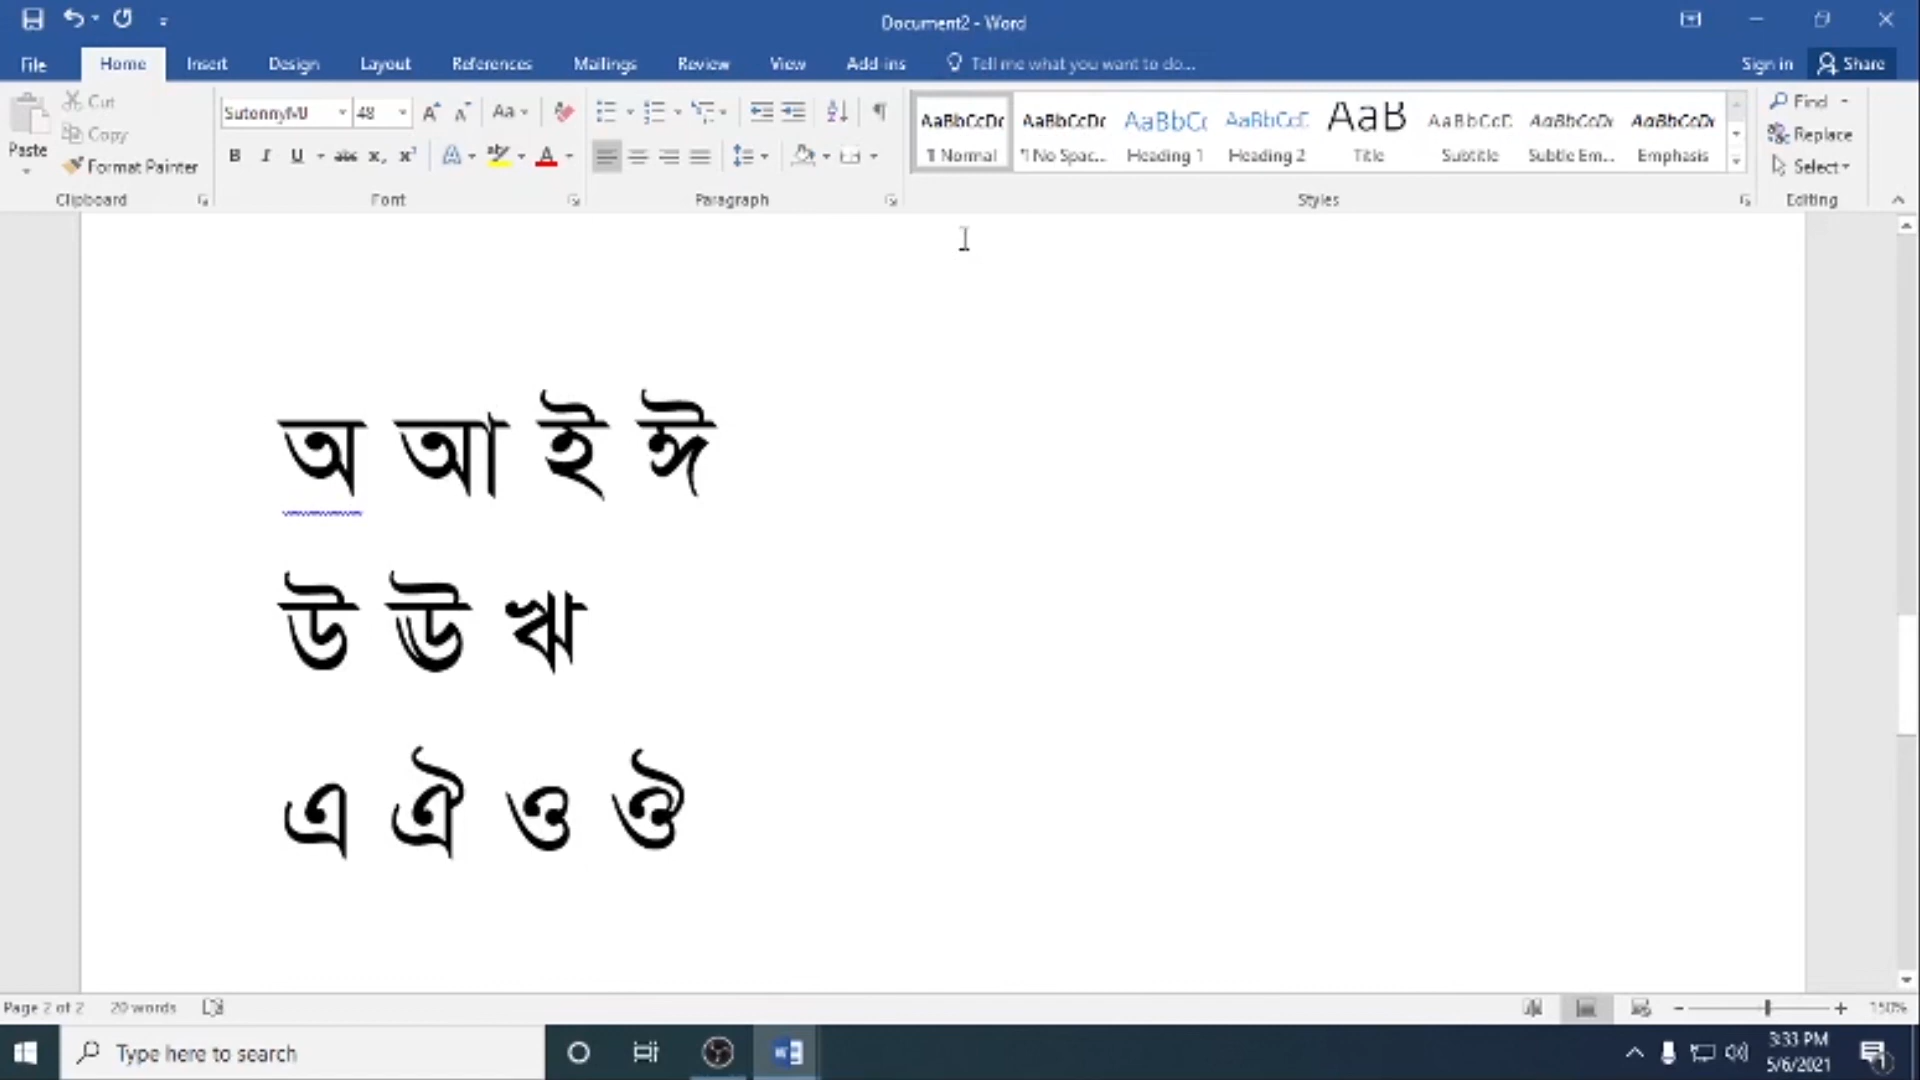 Document2 - Word
File Home Insert Design Layout References Mailings Review View Add-ins Tell me what you want to do... Sign in Share
Cut
Copy
Paste
Format Painter
Clipboard
SutonnyMJ 48
Font
Paragraph
AaBbCcDc AaBbCcDc AaBbCc AaBbCcC AaB AaBbCcC AaBbCcDc AaBbCcDc
¶ Normal ¶ No Spac... Heading 1 Heading 2 Title Subtitle Subtle Em... Emphasis
Styles
Find
Replace
Select
Editing
অ আ ই ঈ
উ ঊ ঋ
এ ঐ ও ঔ
Page 2 of 2 20 words 150%
Type here to search
3:33 PM
5/6/2021